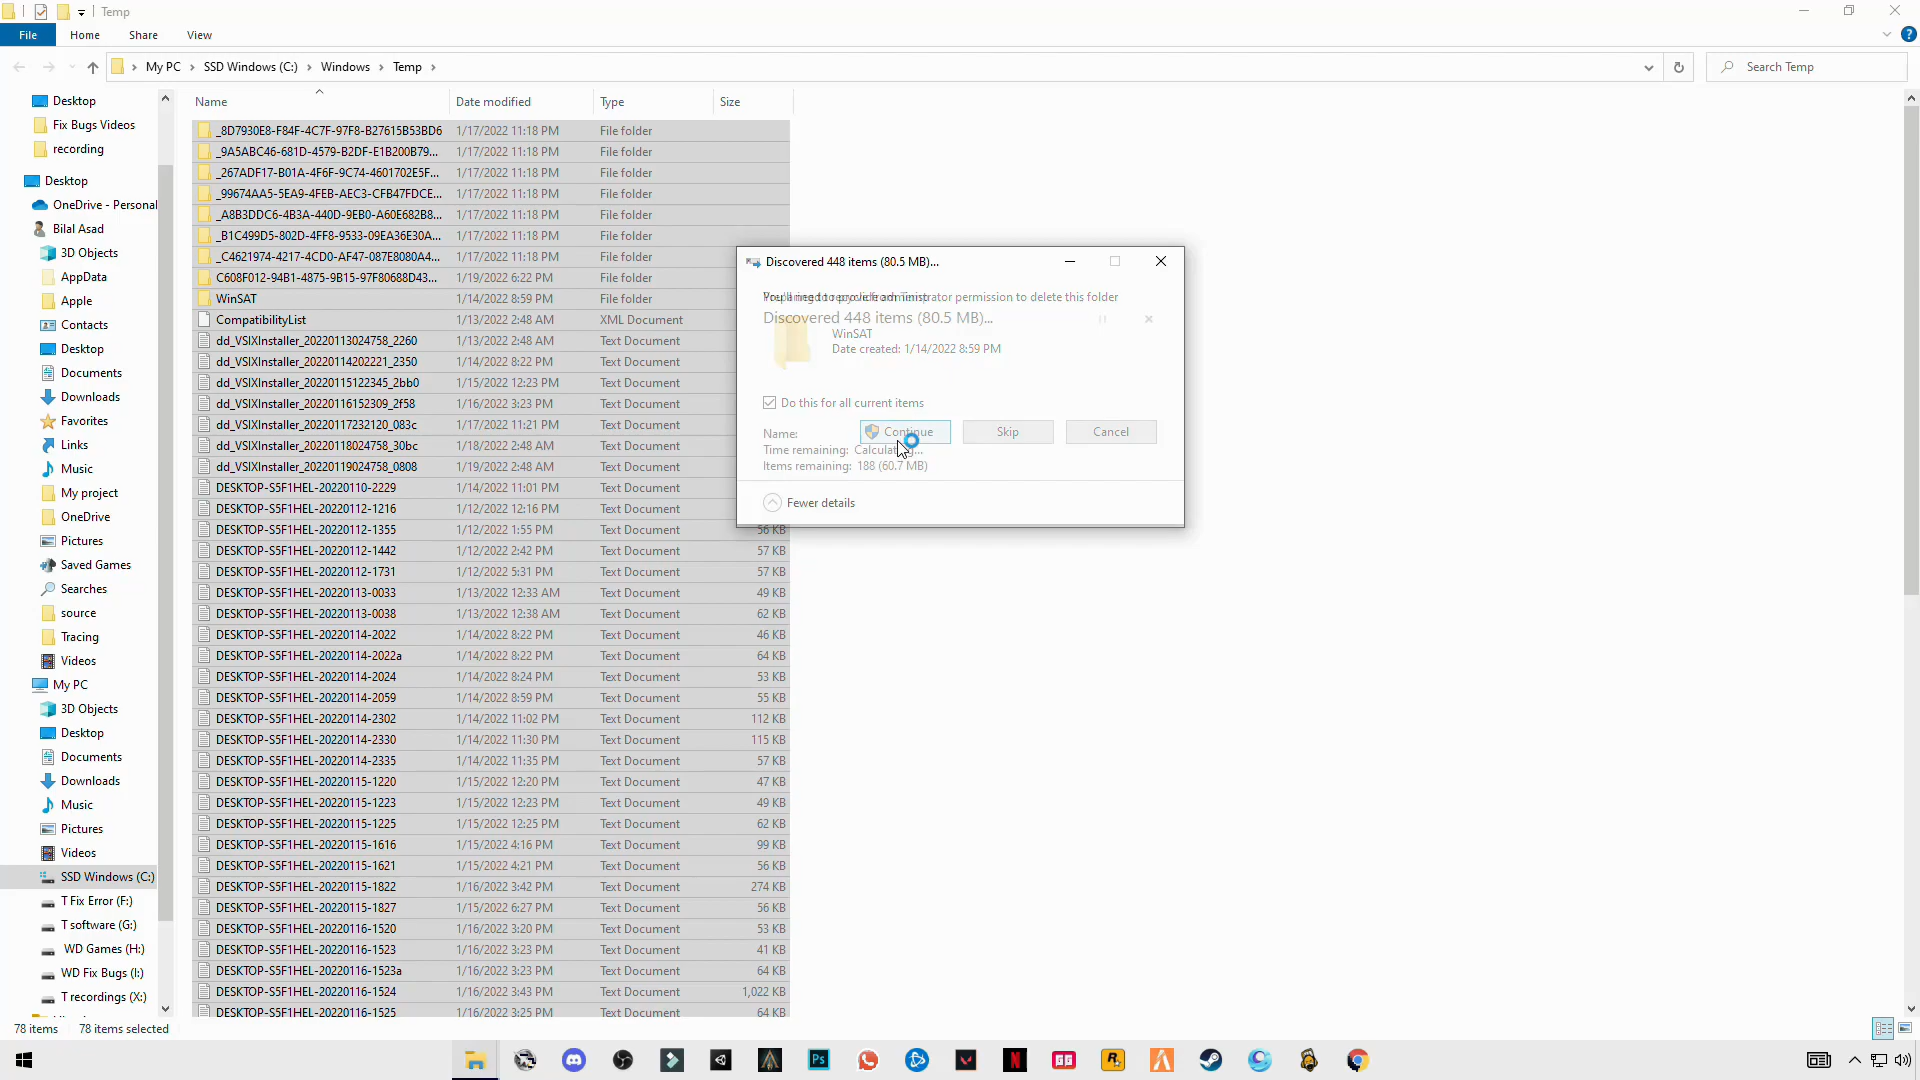 Temp
File
Home
Share
View
My PC
SSD Windows (C:)
Windows
Temp
Search Temp
Name
Date modified
Type
Size
Desktop
Fix Bugs Videos
recording
Desktop
OneDrive - Personal
Bilal Asad
3D Objects
AppData
Apple
Contacts
Desktop
Documents
Downloads
Favorites
Links
Music
My project
OneDrive
Pictures
Saved Games
Searches
source
Tracing
Videos
My PC
3D Objects
Desktop
Documents
Downloads
Music
Pictures
Videos
SSD Windows (C:)
T Fix Error (F:)
T software (G:)
WD Games (H:)
WD Fix Bugs (I:)
T recordings (X:)
_8D7930E8-F84F-4C7F-97F8-B27615B53BD6 1/17/2022 11:18 PM File folder
_9A5ABC46-681D-4579-B2DF-E1B200B79... 1/17/2022 11:18 PM File folder
_267ADF17-B01A-4F6F-9C74-4601702E5F... 1/17/2022 11:18 PM File folder
_99674AA5-5EA9-4FEB-AEC3-CFB47FDCE... 1/17/2022 11:18 PM File folder
_A8B3DDC6-4B3A-440D-9EB0-A60E682B8... 1/17/2022 11:18 PM File folder
_B1C499D5-802D-4FF8-9533-09EA36E30A... 1/17/2022 11:18 PM File folder
_C4621974-4217-4CD0-AF47-087E8080A4... 1/17/2022 11:18 PM File folder
C608F012-94B1-4875-9B15-97F80688D43... 1/19/2022 6:22 PM File folder
WinSAT 1/14/2022 8:59 PM File folder
CompatibilityList 1/13/2022 2:48 AM XML Document
dd_VSIXInstaller_20220113024758_2260 1/13/2022 2:48 AM Text Document
dd_VSIXInstaller_20220114202221_2350 1/14/2022 8:22 PM Text Document
dd_VSIXInstaller_20220115122345_2bb0 1/15/2022 12:23 PM Text Document
dd_VSIXInstaller_20220116152309_2f58 1/16/2022 3:23 PM Text Document
dd_VSIXInstaller_20220117232120_083c 1/17/2022 11:21 PM Text Document
dd_VSIXInstaller_20220118024758_30bc 1/18/2022 2:48 AM Text Document
dd_VSIXInstaller_20220119024758_0808 1/19/2022 2:48 AM Text Document
DESKTOP-S5F1HEL-20220110-2229 1/14/2022 11:01 PM Text Document
DESKTOP-S5F1HEL-20220112-1216 1/12/2022 12:16 PM Text Document
DESKTOP-S5F1HEL-20220112-1355 1/12/2022 1:55 PM Text Document 56 KB
DESKTOP-S5F1HEL-20220112-1442 1/12/2022 2:42 PM Text Document 57 KB
DESKTOP-S5F1HEL-20220112-1731 1/12/2022 5:31 PM Text Document 57 KB
DESKTOP-S5F1HEL-20220113-0033 1/13/2022 12:33 AM Text Document 49 KB
DESKTOP-S5F1HEL-20220113-0038 1/13/2022 12:38 AM Text Document 62 KB
DESKTOP-S5F1HEL-20220114-2022 1/14/2022 8:22 PM Text Document 46 KB
DESKTOP-S5F1HEL-20220114-2022a 1/14/2022 8:22 PM Text Document 64 KB
DESKTOP-S5F1HEL-20220114-2024 1/14/2022 8:24 PM Text Document 53 KB
DESKTOP-S5F1HEL-20220114-2059 1/14/2022 8:59 PM Text Document 55 KB
DESKTOP-S5F1HEL-20220114-2302 1/14/2022 11:02 PM Text Document 112 KB
DESKTOP-S5F1HEL-20220114-2330 1/14/2022 11:30 PM Text Document 115 KB
DESKTOP-S5F1HEL-20220114-2335 1/14/2022 11:35 PM Text Document 57 KB
DESKTOP-S5F1HEL-20220115-1220 1/15/2022 12:20 PM Text Document 47 KB
DESKTOP-S5F1HEL-20220115-1223 1/15/2022 12:23 PM Text Document 49 KB
DESKTOP-S5F1HEL-20220115-1225 1/15/2022 12:25 PM Text Document 62 KB
DESKTOP-S5F1HEL-20220115-1616 1/15/2022 4:16 PM Text Document 99 KB
DESKTOP-S5F1HEL-20220115-1621 1/15/2022 4:21 PM Text Document 56 KB
DESKTOP-S5F1HEL-20220115-1822 1/16/2022 3:42 PM Text Document 274 KB
DESKTOP-S5F1HEL-20220115-1827 1/15/2022 6:27 PM Text Document 56 KB
DESKTOP-S5F1HEL-20220116-1520 1/16/2022 3:20 PM Text Document 53 KB
DESKTOP-S5F1HEL-20220116-1523 1/16/2022 3:23 PM Text Document 41 KB
DESKTOP-S5F1HEL-20220116-1523a 1/16/2022 3:23 PM Text Document 64 KB
DESKTOP-S5F1HEL-20220116-1524 1/16/2022 3:43 PM Text Document 1,022 KB
DESKTOP-S5F1HEL-20220116-1525 1/16/2022 3:25 PM Text Document 64 KB
Discovered 448 items (80.5 MB)...
administrator permission to delete this folder
Discovered 448 items (80.5 MB)...
WinSAT
Date created: 1/14/2022 8:59 PM
Do this for all current items
Continue
Skip
Cancel
Name:
Time remaining:
Items remaining: 188 (60.7 MB)
Fewer details
78 items
78 items selected
Ps
N
R